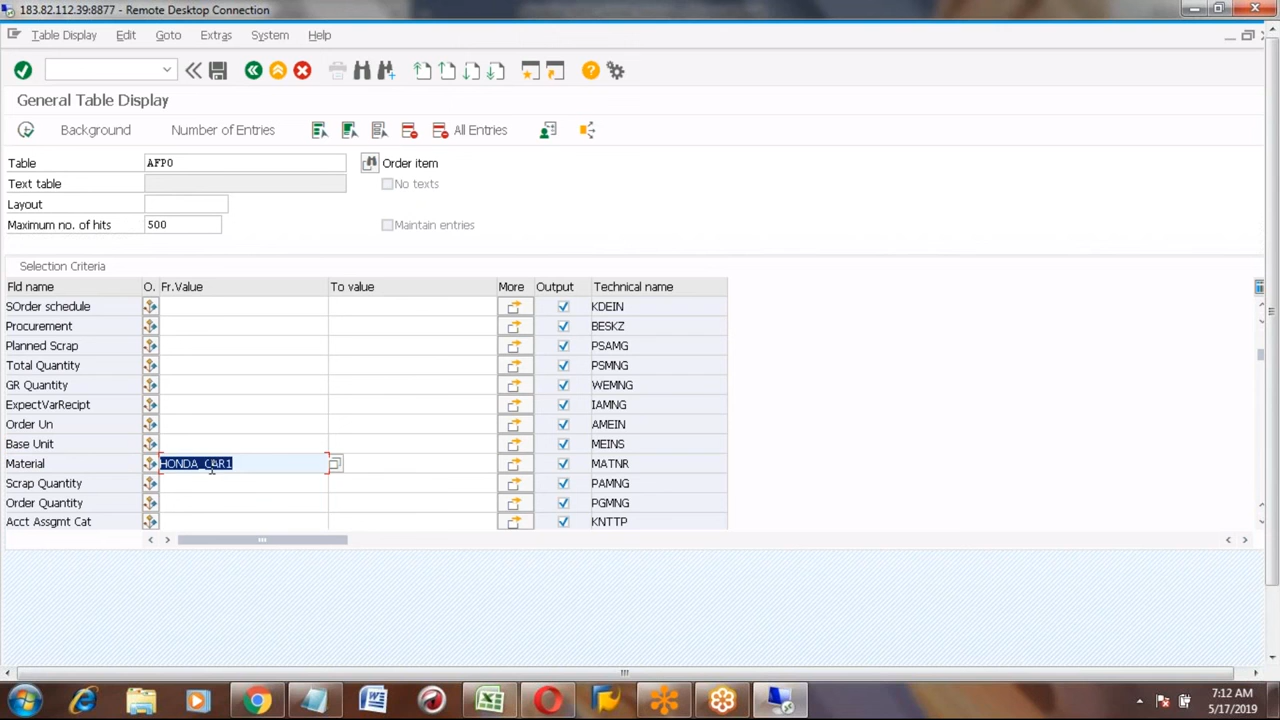 183.82.112.39:8877 - Remote Desktop Connection
Table Display Edit Goto Extras System Help
General Table Display
Background Number of Entries All Entries
Table AFPO Order item
Text table No texts
Layout
Maximum no. of hits 500 Maintain entries
Selection Criteria
Fld name O. Fr.Value To value More Output Technical name
SOrder schedule KDEIN
Procurement BESKZ
Planned Scrap PSAMG
Total Quantity PSMNG
GR Quantity WEMNG
ExpectVarRecipt IAMNG
Order Un AMEIN
Base Unit MEINS
Material HONDA_CAR1 MATNR
Scrap Quantity PAMNG
Order Quantity PGMNG
Acct Assgmt Cat KNTTP
7:12 AM
5/17/2019